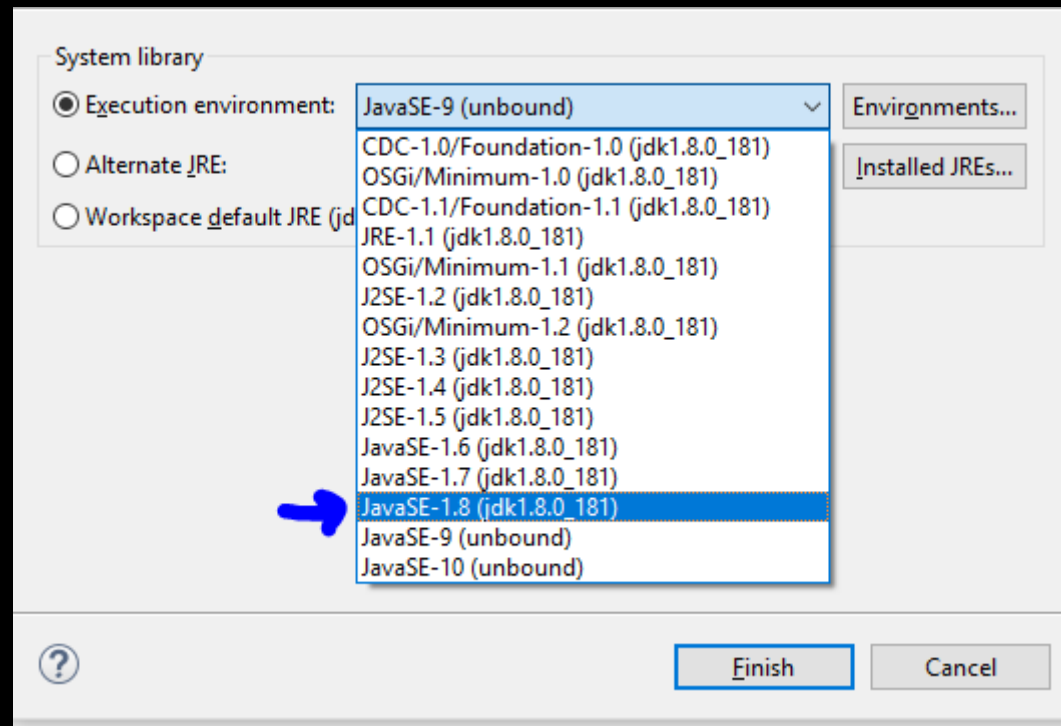 System library
Execution environment: JavaSE-9 (unbound) Environments...
CDC-1.0/Foundation-1.0 (jdk1.8.0_181)
Alternate JRE: OSGi/Minimum-1.0 (jdk1.8.0_181) Installed JREs...
CDC-1.1/Foundation-1.1 (jdk1.8.0_181)
Workspace default JRE (jd
JRE-1.1 (jdk1.8.0_181)
OSGi/Minimum-1.1 (jdk1.8.0_181)
J2SE-1.2 (jdk1.8.0_181)
OSGi/Minimum-1.2 (jdk1.8.0_181)
J2SE-1.3 (jdk1.8.0_181)
J2SE-1.4 (jdk1.8.0_181)
J2SE-1.5 (jdk1.8.0_181)
JavaSE-1.6 (jdk1.8.0_181)
JavaSE-1.7 (jdk1.8.0_181)
JavaSE-1.8 (jdk1.8.0_181)
JavaSE-9 (unbound)
JavaSE-10 (unbound)
? Finish Cancel